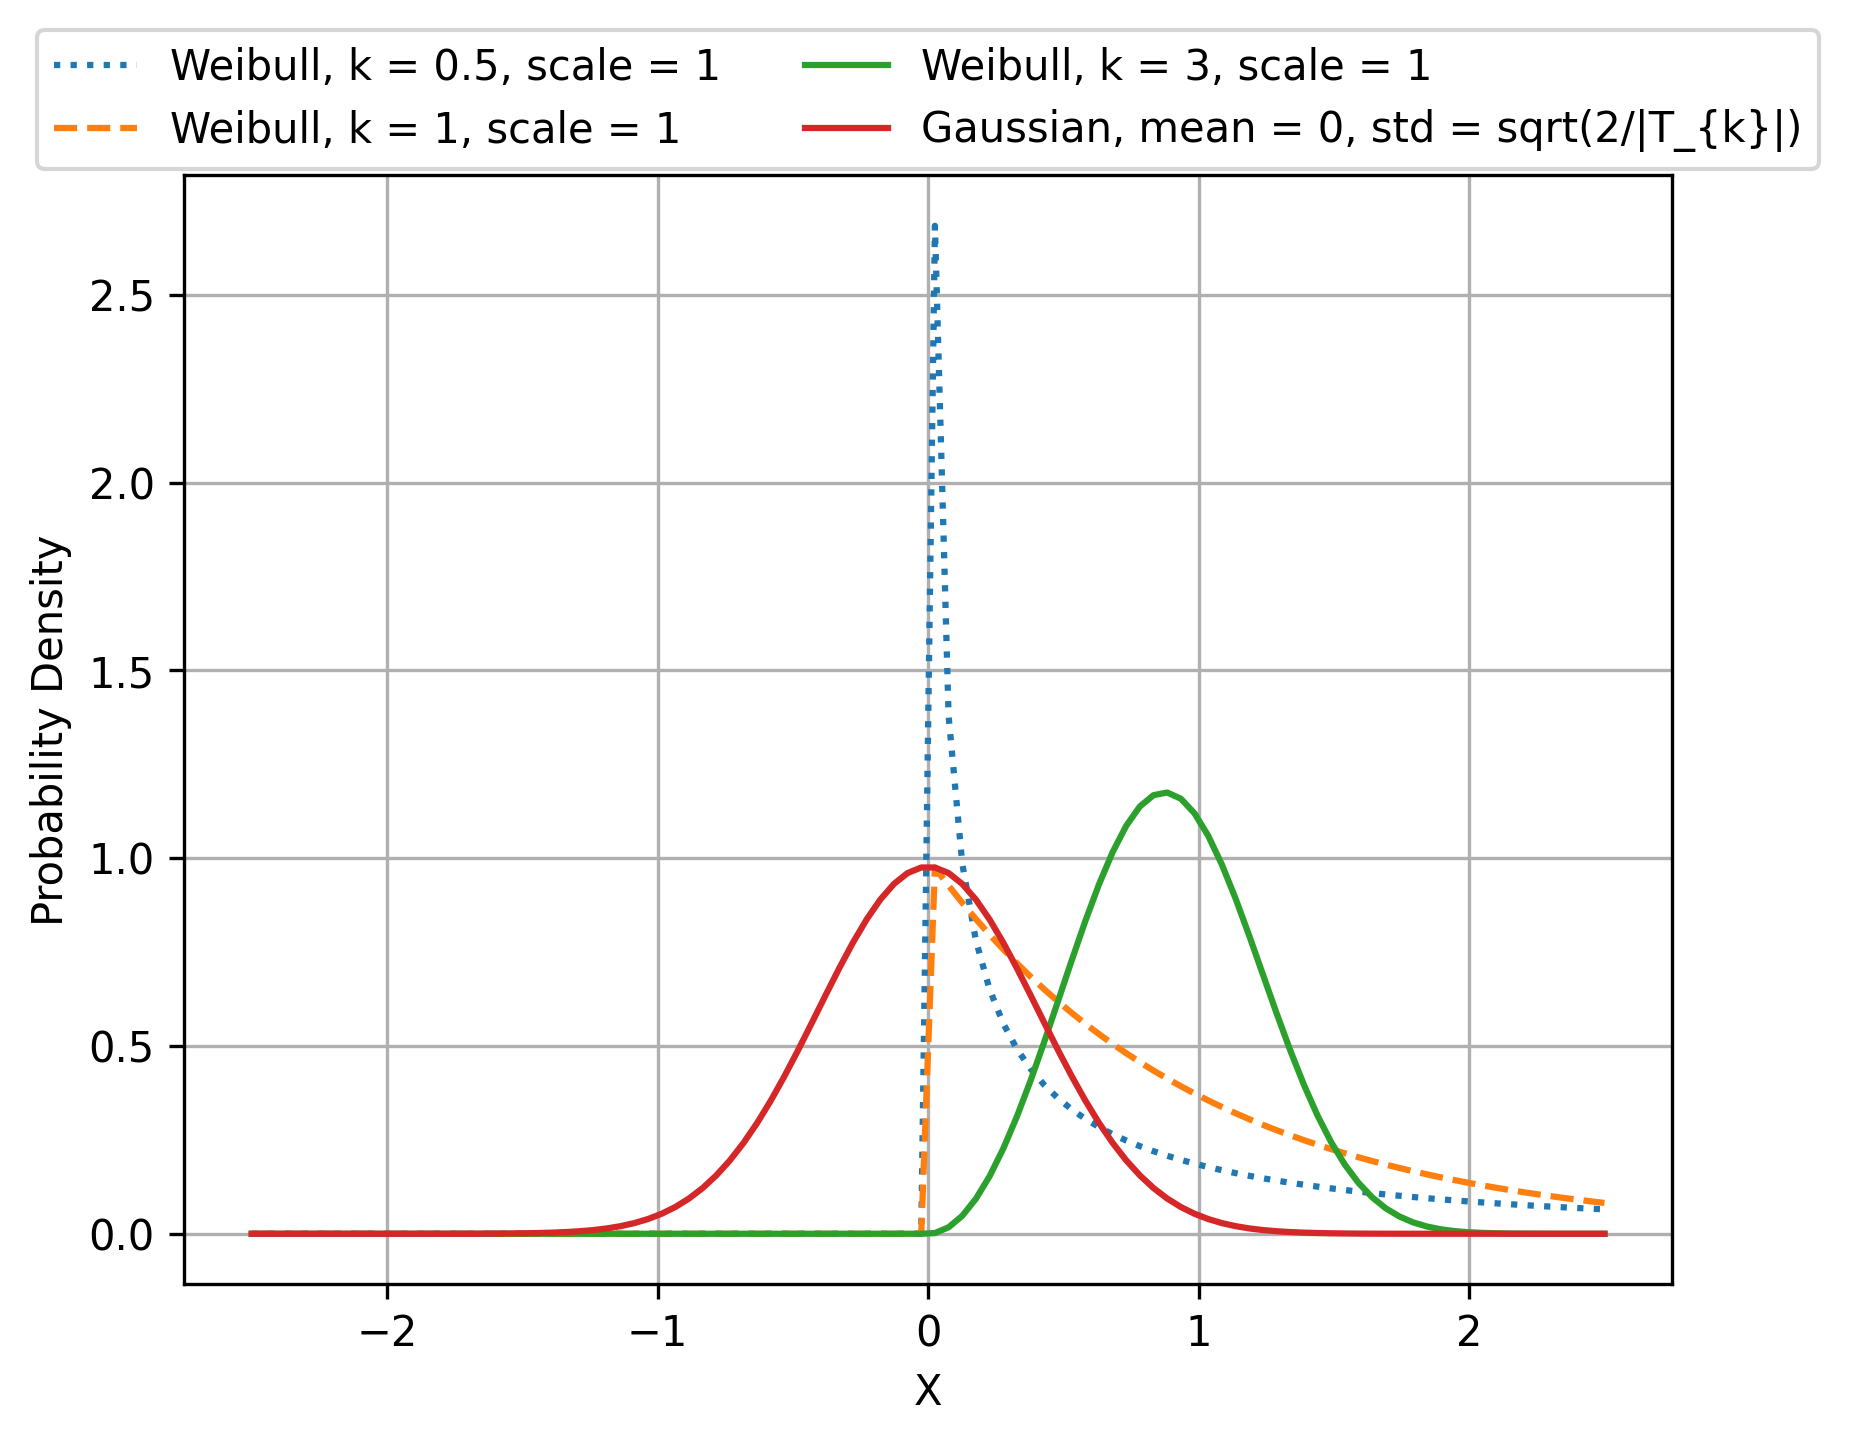 Weibull, k = 0.5, scale = 1
Weibull, k = 1, scale = 1
Weibull, k = 3, scale = 1
Gaussian, mean = 0, std = sqrt(2/|T_{k}|)
Probability Density
2.5
2.0
1.5
1.0
0.5
0.0
−2
−1
0
1
2
X